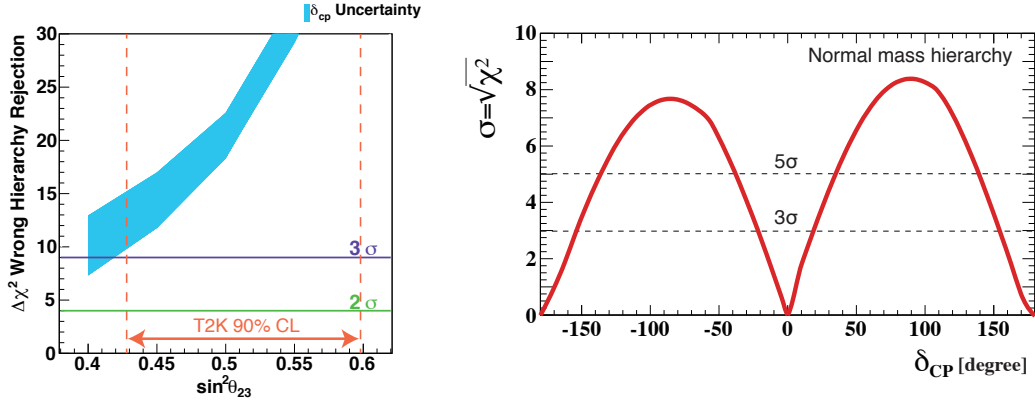 δcp Uncertainty
30
25
20
15
10
5
0
Δχ² Wrong Hierarchy Rejection
3 σ
2 σ
T2K 90% CL
0.4 0.45 0.5 0.55 0.6
sin²θ23
10
8
6
4
2
0
σ=√χ²
Normal mass hierarchy
5σ
3σ
-150 -100 -50 0 50 100 150
δCP [degree]